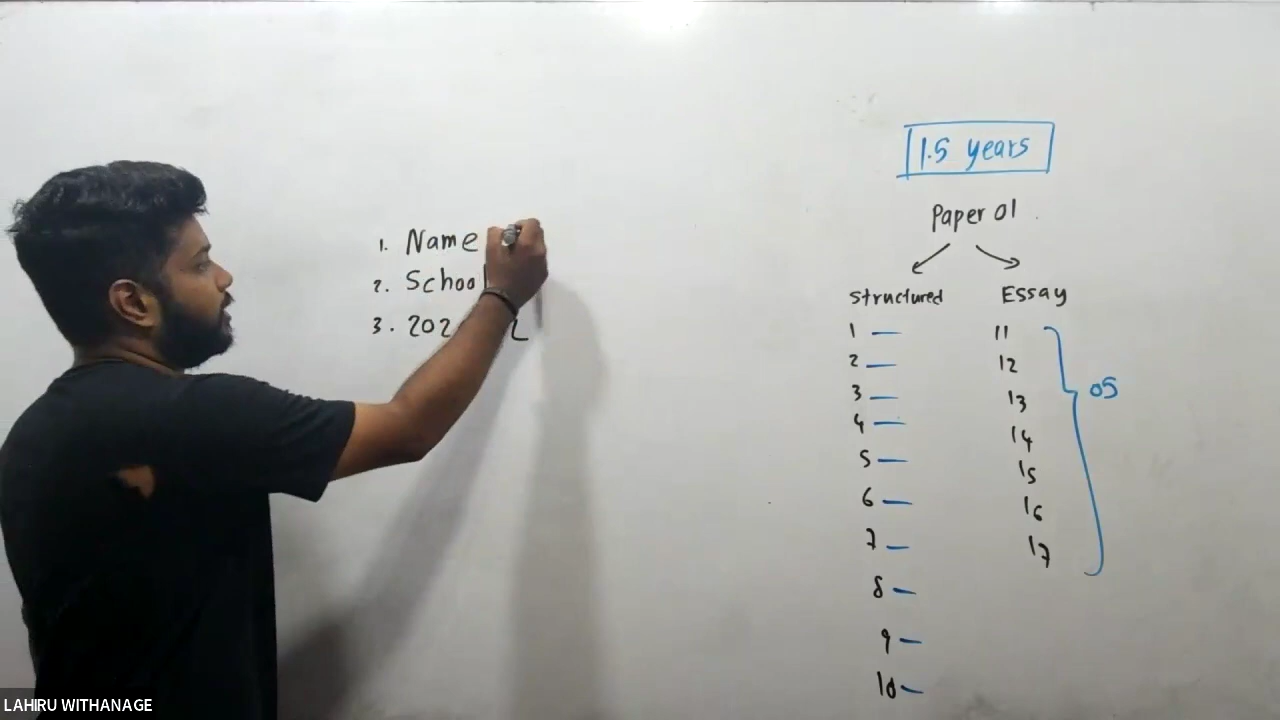 1. Name
2. School
3. 202
1.5 years
Paper 01
Structured
Essay
1 —
2 —
3 —
4 —
5 —
6 —
7 —
8 —
9 —
10 —
11
12
13
14
15
16
17
05
LAHIRU WITHANAGE